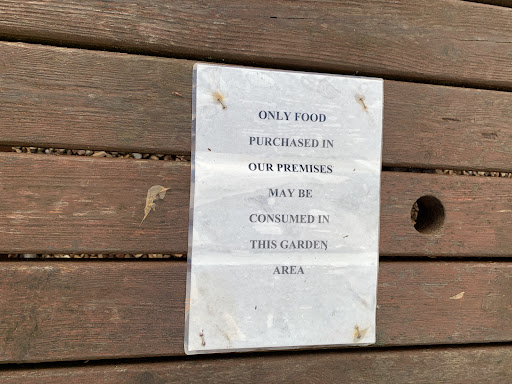 ONLY FOOD
PURCHASED IN
OUR PREMISES
MAY BE
CONSUMED IN
THIS GARDEN
AREA